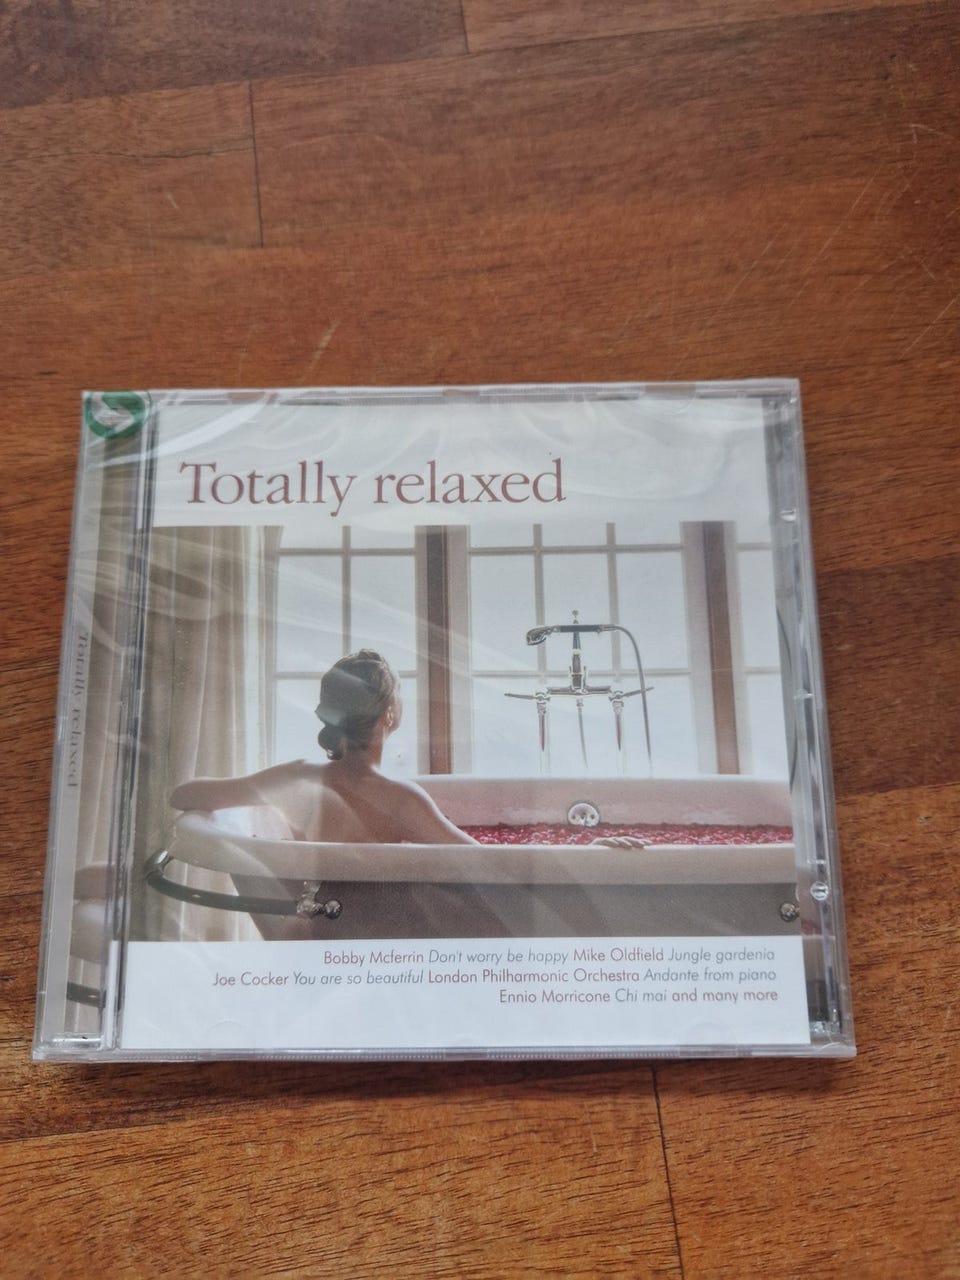 Totally relaxed
Totally relaxed
Bobby Mcferrin Don't worry be happy Mike Oldfield Jungle gardenia
Joe Cocker You are so beautiful London Philharmonic Orchestra Andante from piano
Ennio Morricone Chi mai and many more